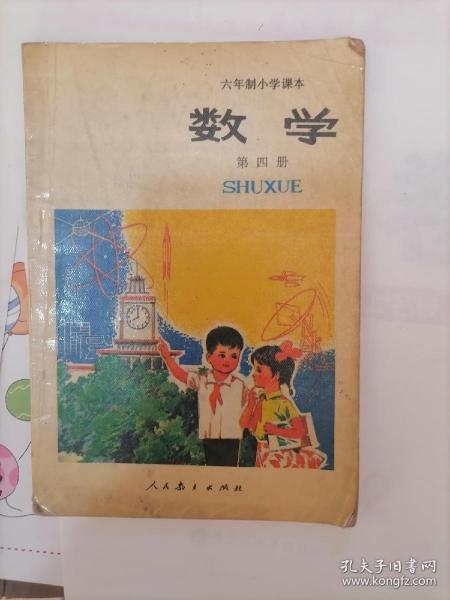 六年制小学课本
数学
第四册
SHUXUE
人民教育出版社
孔夫子旧书网
www.kongfz.com